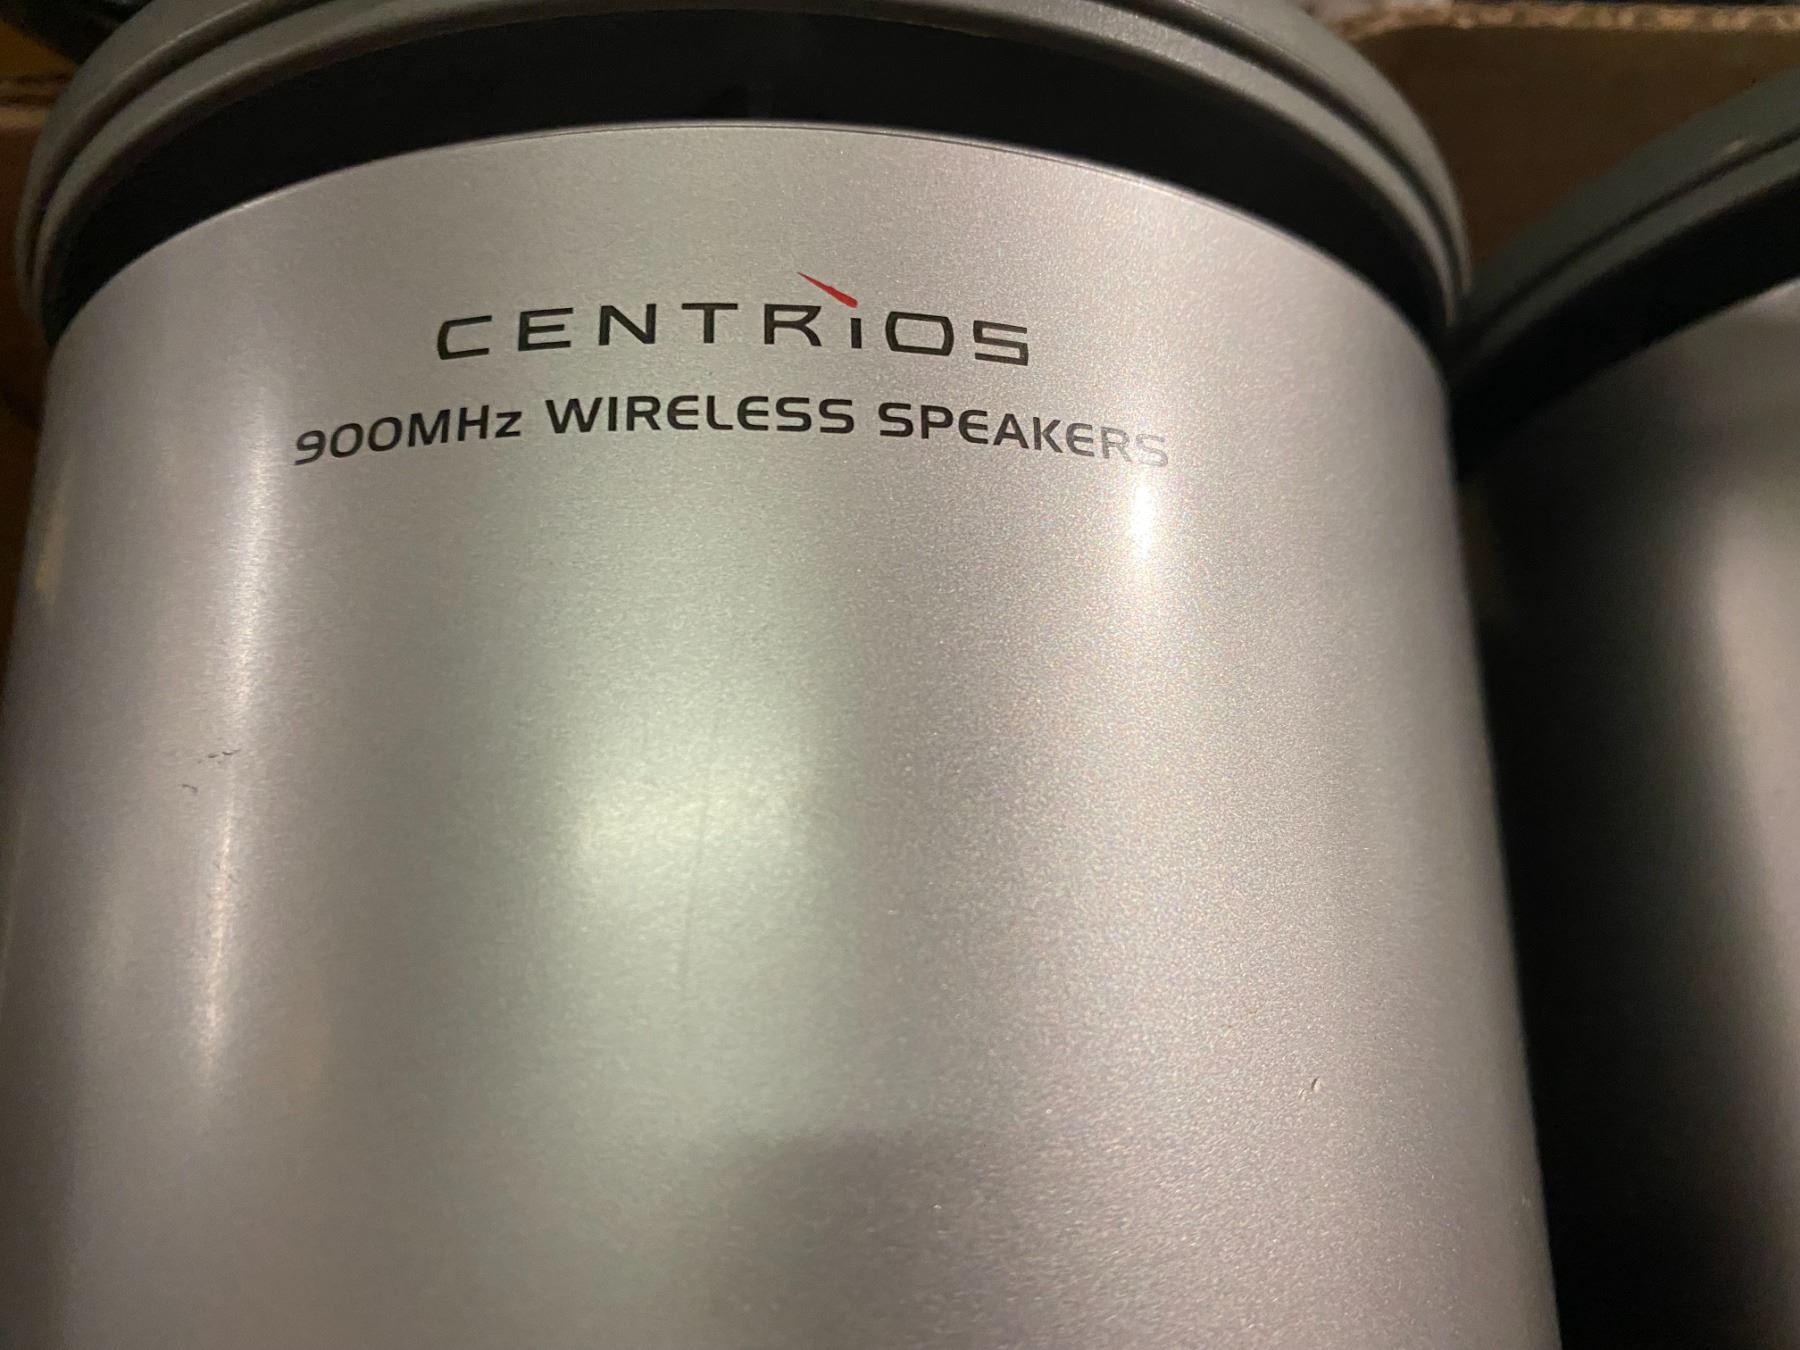 CENTRiOS
900MHz WIRELESS SPEAKERS